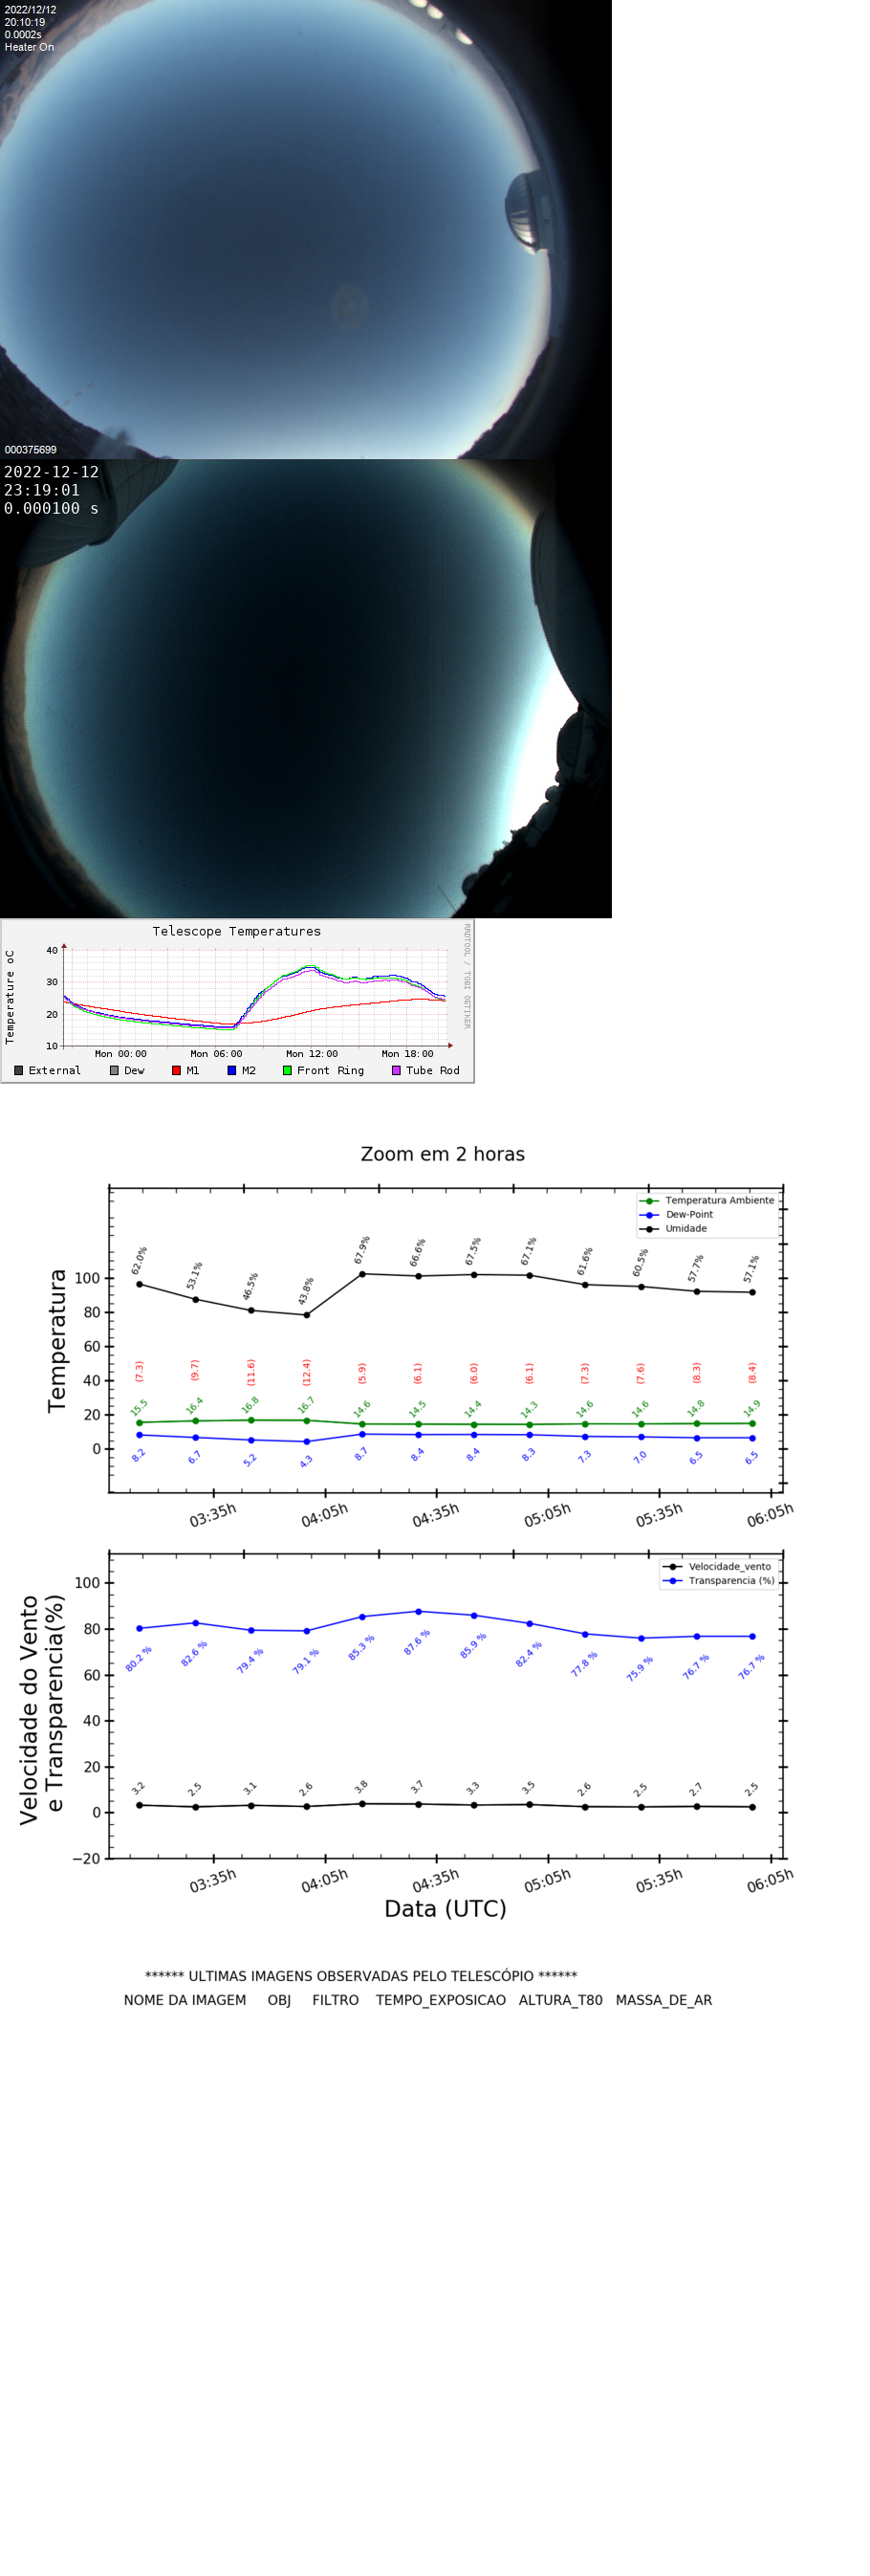 2022/12/12
20:10:19
0.0002s
Heater On
000375699
2022-12-12
23:19:01
0.000100 s
Telescope Temperatures
RRDTOOL / TOBI OETIKER
Temperature oC
40
30
20
10
Mon 00:00 Mon 06:00 Mon 12:00 Mon 18:00
External Dew M1 M2 Front Ring Tube Rod
Zoom em 2 horas
Temperatura Ambiente
Dew-Point
Umidade
Temperatura
62.0% 53.1% 46.5% 43.8% 67.9% 66.6% 67.5% 67.1% 61.6% 60.5% 57.7% 57.1%
100
80
60
40
20
0
(7.3) (9.7) (11.6) (12.4) (5.9) (6.1) (6.0) (6.1) (7.3) (7.6) (8.3) (8.4)
15.5 16.4 16.8 16.7 14.6 14.5 14.4 14.3 14.6 14.6 14.8 14.9
8.2 6.7 5.2 4.3 8.7 8.4 8.4 8.3 7.3 7.0 6.5 6.5
03:35h 04:05h 04:35h 05:05h 05:35h 06:05h
Velocidade_vento
Transparencia (%)
Velocidade do Vento
e Transparencia(%)
100
80
60
40
20
0
−20
80.2 % 82.6 % 79.4 % 79.1 % 85.3 % 87.6 % 85.9 % 82.4 % 77.8 % 75.9 % 76.7 % 76.7 %
3.2 2.5 3.1 2.6 3.8 3.7 3.3 3.5 2.6 2.5 2.7 2.5
03:35h 04:05h 04:35h 05:05h 05:35h 06:05h
Data (UTC)
****** ULTIMAS IMAGENS OBSERVADAS PELO TELESCÓPIO ******
NOME DA IMAGEM OBJ FILTRO TEMPO_EXPOSICAO ALTURA_T80 MASSA_DE_AR